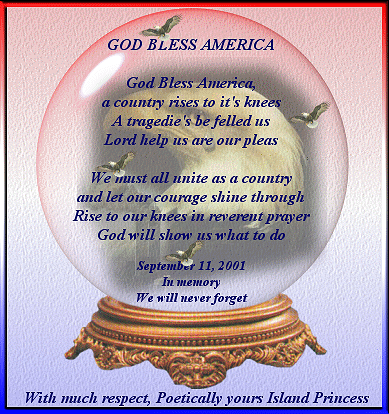 GOD BLESS AMERICA
God Bless America,
a country rises to it's knees
A tragedie's be felled us
Lord help us are our pleas
We must all unite as a country
and let our courage shine through
Rise to our knees in reverent prayer
God will show us what to do
September 11, 2001
In memory
We will never forget
With much respect, Poetically yours Island Princess